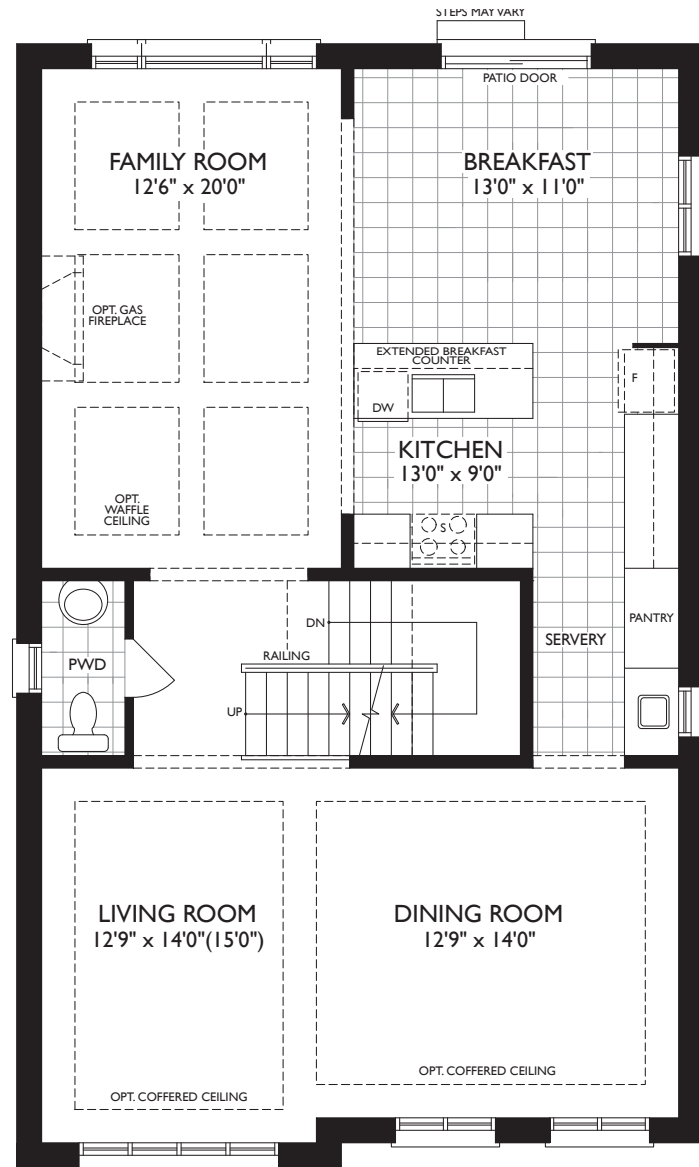 STEPS MAY VARY
PATIO DOOR
FAMILY ROOM
12'6" x 20'0"
BREAKFAST
13'0" x 11'0"
OPT. GAS
FIREPLACE
EXTENDED BREAKFAST
COUNTER
F
DW
KITCHEN
13'0" x 9'0"
OPT.
WAFFLE
CEILING
S
DN
PANTRY
SERVERY
RAILING
PWD
UP
LIVING ROOM
12'9" x 14'0"(15'0")
DINING ROOM
12'9" x 14'0"
OPT. COFFERED CEILING
OPT. COFFERED CEILING